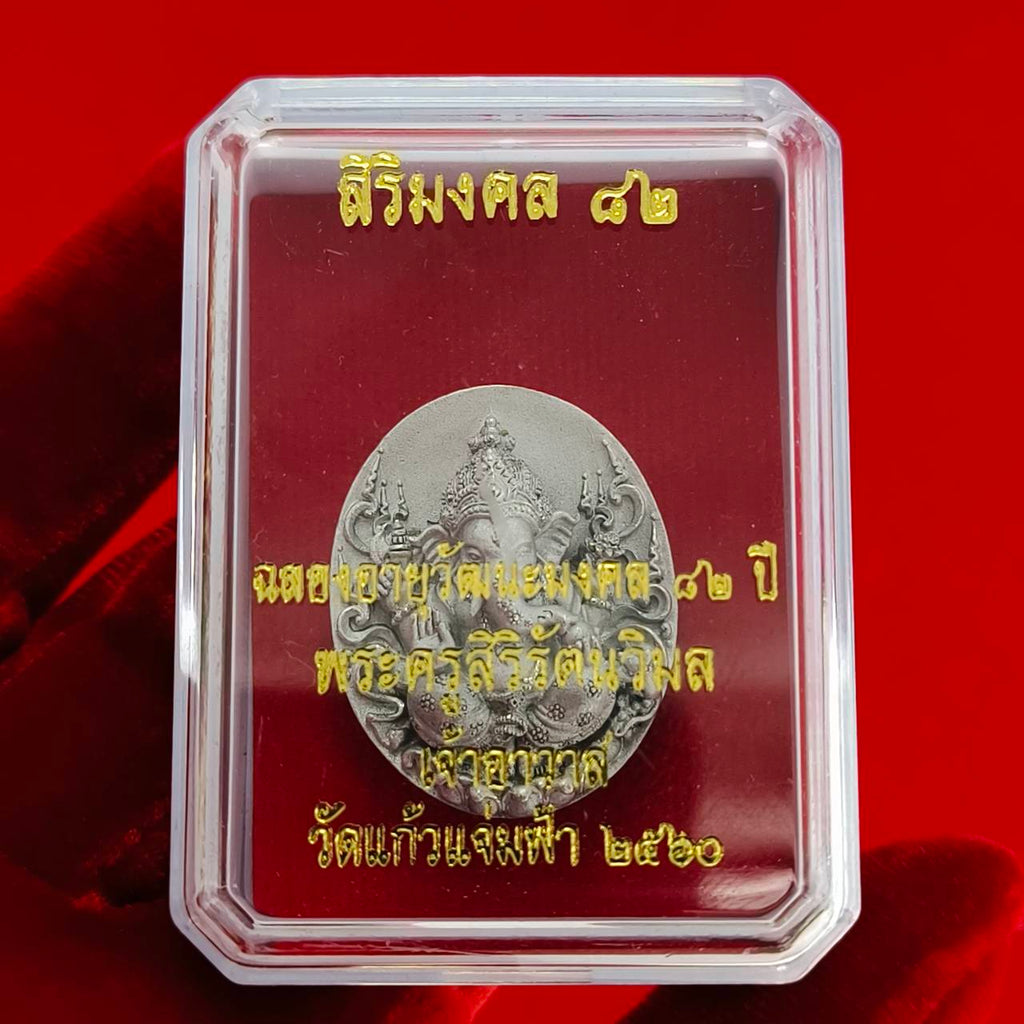 สิริมงคล ๘๒
ฉลองอายุวัฒนะมงคล ๘๒ ปี
พระครูสิริรัตนวิมล
เจ้าอาวาส
วัดแก้วแจ่มฟ้า ๒๕๖๐